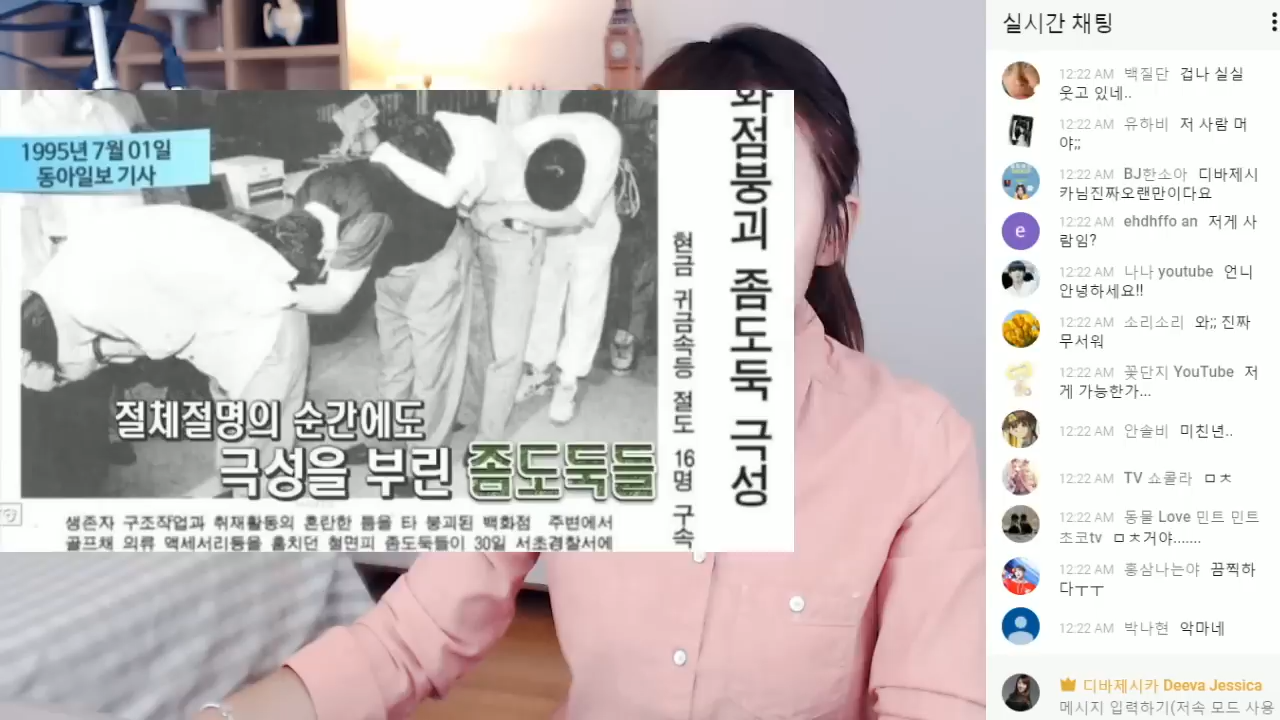 1995년 7월 01일
동아일보 기사
화점붕괴 좀도둑 극성
현금 귀금속등 절도 16명 구속
절체절명의 순간에도
극성을 부린 좀도둑들
생존자 구조작업과 취재활동의 혼란한 틈을 타 붕괴된 백화점 주변에서
골프채 의류 액세서리등을 훔치던 철면피 좀도둑들이 30일 서초경찰서에
실시간 채팅
12:22 AM 백질단 겁나 실실
웃고 있네..
12:22 AM 유하비 저 사람 머
야;;
12:22 AM BJ한소아 디바제시
카님진짜오랜만이다요
12:22 AM ehdhffo an 저게 사
람임?
12:22 AM 나나 youtube 언니
안녕하세요!!
12:22 AM 소리소리 와;; 진짜
무서워
12:22 AM 꽃단지 YouTube 저
게 가능한가...
12:22 AM 안솔비 미친년..
12:22 AM TV 쇼콜라 ㅁㅊ
12:22 AM 동물 Love 민트 민트
초코tv ㅁㅊ거야.......
12:22 AM 홍삼나는야 끔찍하
다ㅜㅜ
12:22 AM 박나현 악마네
디바제시카 Deeva Jessica
메시지 입력하기(저속 모드 사용
e